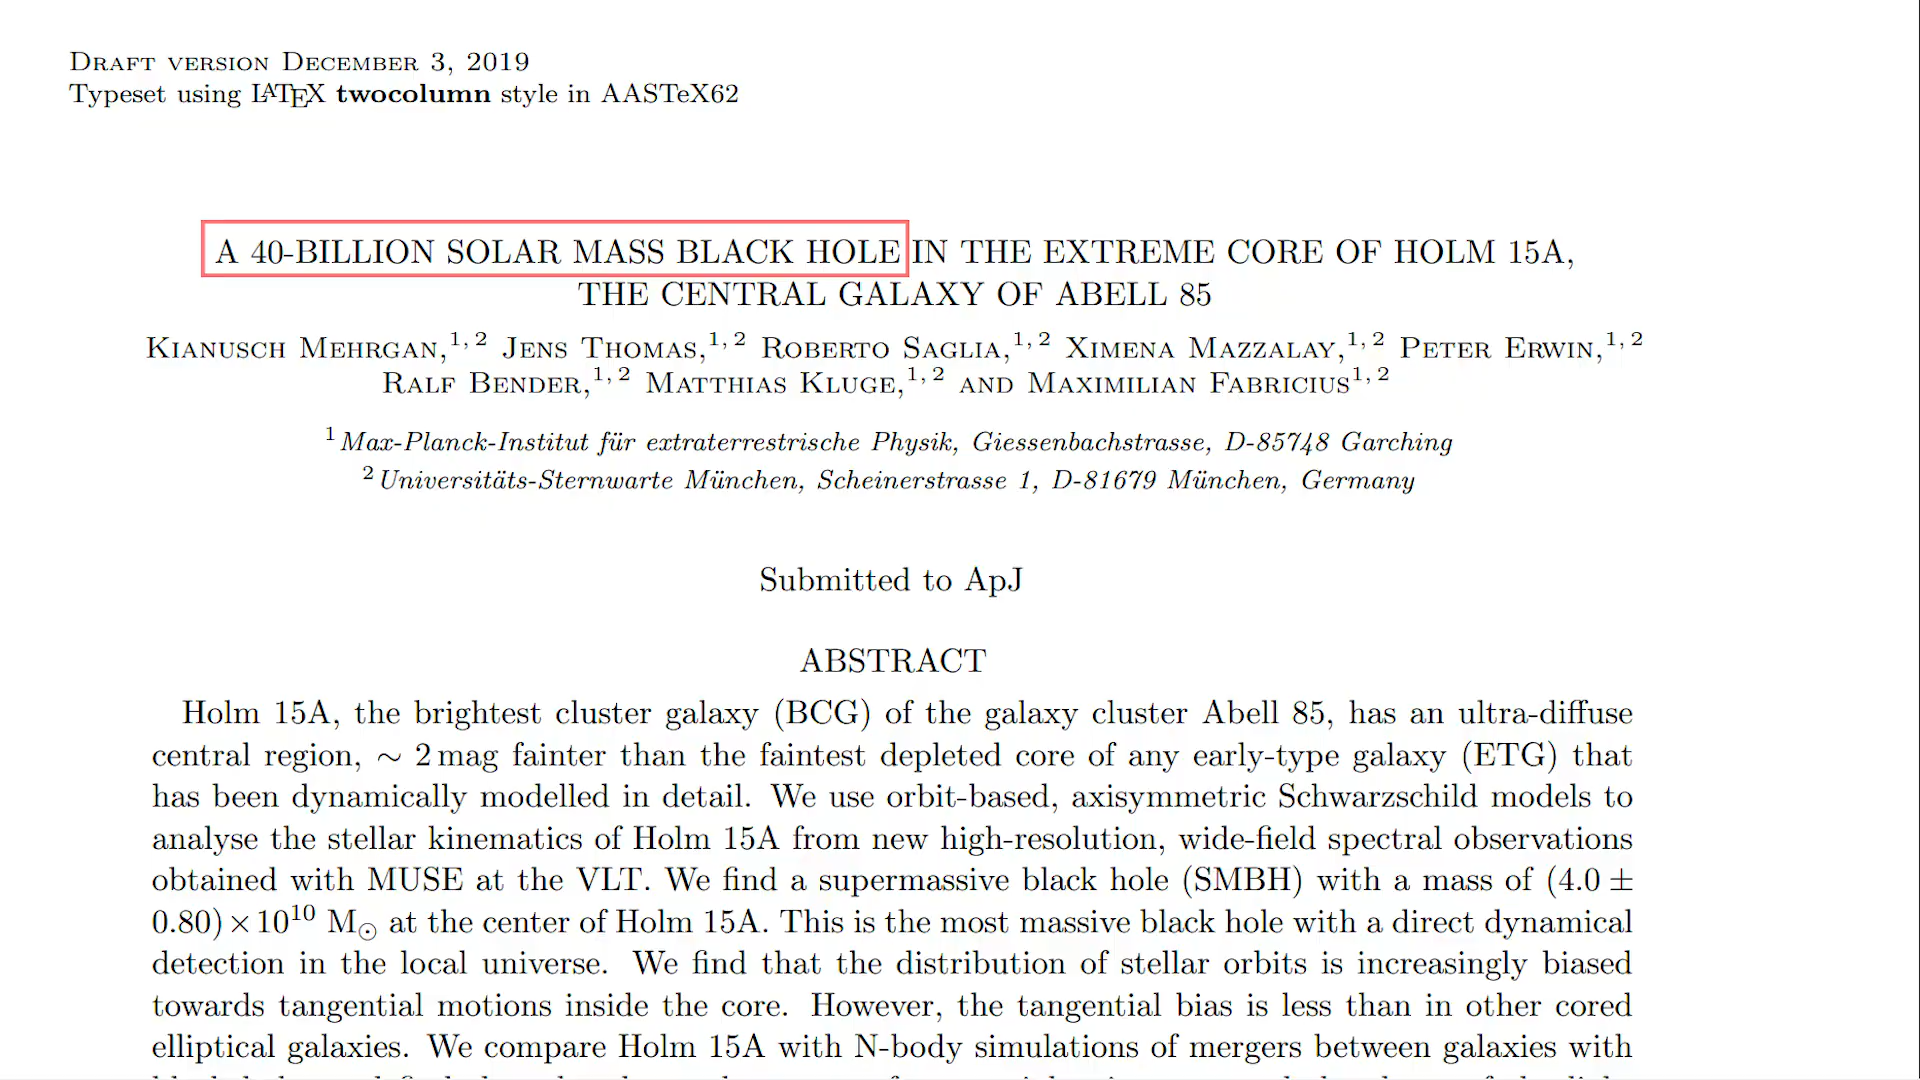 Draft version December 3, 2019
Typeset using LATEX twocolumn style in AASTeX62
A 40-BILLION SOLAR MASS BLACK HOLE IN THE EXTREME CORE OF HOLM 15A,
THE CENTRAL GALAXY OF ABELL 85
Kianusch Mehrgan,1, 2 Jens Thomas,1, 2 Roberto Saglia,1, 2 Ximena Mazzalay,1, 2 Peter Erwin,1, 2
Ralf Bender,1, 2 Matthias Kluge,1, 2 and Maximilian Fabricius1, 2
1 Max-Planck-Institut für extraterrestrische Physik, Giessenbachstrasse, D-85748 Garching
2 Universitäts-Sternwarte München, Scheinerstrasse 1, D-81679 München, Germany
Submitted to ApJ
ABSTRACT
Holm 15A, the brightest cluster galaxy (BCG) of the galaxy cluster Abell 85, has an ultra-diffuse
central region, ∼ 2 mag fainter than the faintest depleted core of any early-type galaxy (ETG) that
has been dynamically modelled in detail. We use orbit-based, axisymmetric Schwarzschild models to
analyse the stellar kinematics of Holm 15A from new high-resolution, wide-field spectral observations
obtained with MUSE at the VLT. We find a supermassive black hole (SMBH) with a mass of (4.0 ±
0.80) × 10^10 M⊙ at the center of Holm 15A. This is the most massive black hole with a direct dynamical
detection in the local universe. We find that the distribution of stellar orbits is increasingly biased
towards tangential motions inside the core. However, the tangential bias is less than in other cored
elliptical galaxies. We compare Holm 15A with N-body simulations of mergers between galaxies with